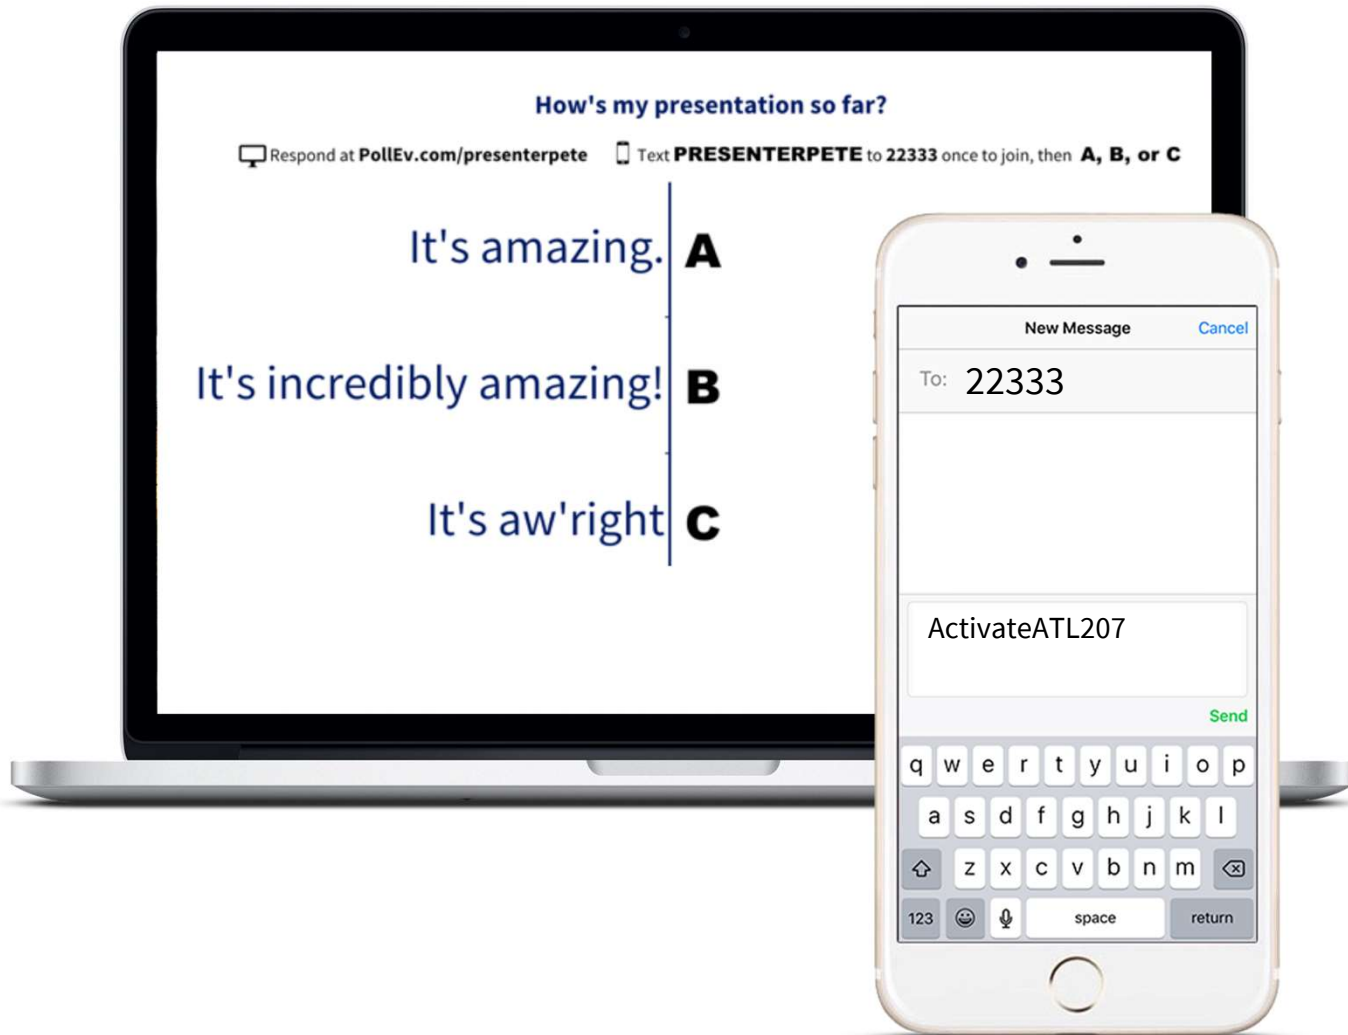 How's my presentation so far?
Respond at PollEv.com/presenterpete Text PRESENTERPETE to 22333 once to join, then A, B, or C
It's amazing. A
It's incredibly amazing! B
It's aw'right C
New Message Cancel
To: 22333
ActivateATL207
Send
q w e r t y u i o p
a s d f g h j k l
z x c v b n m
123 space return